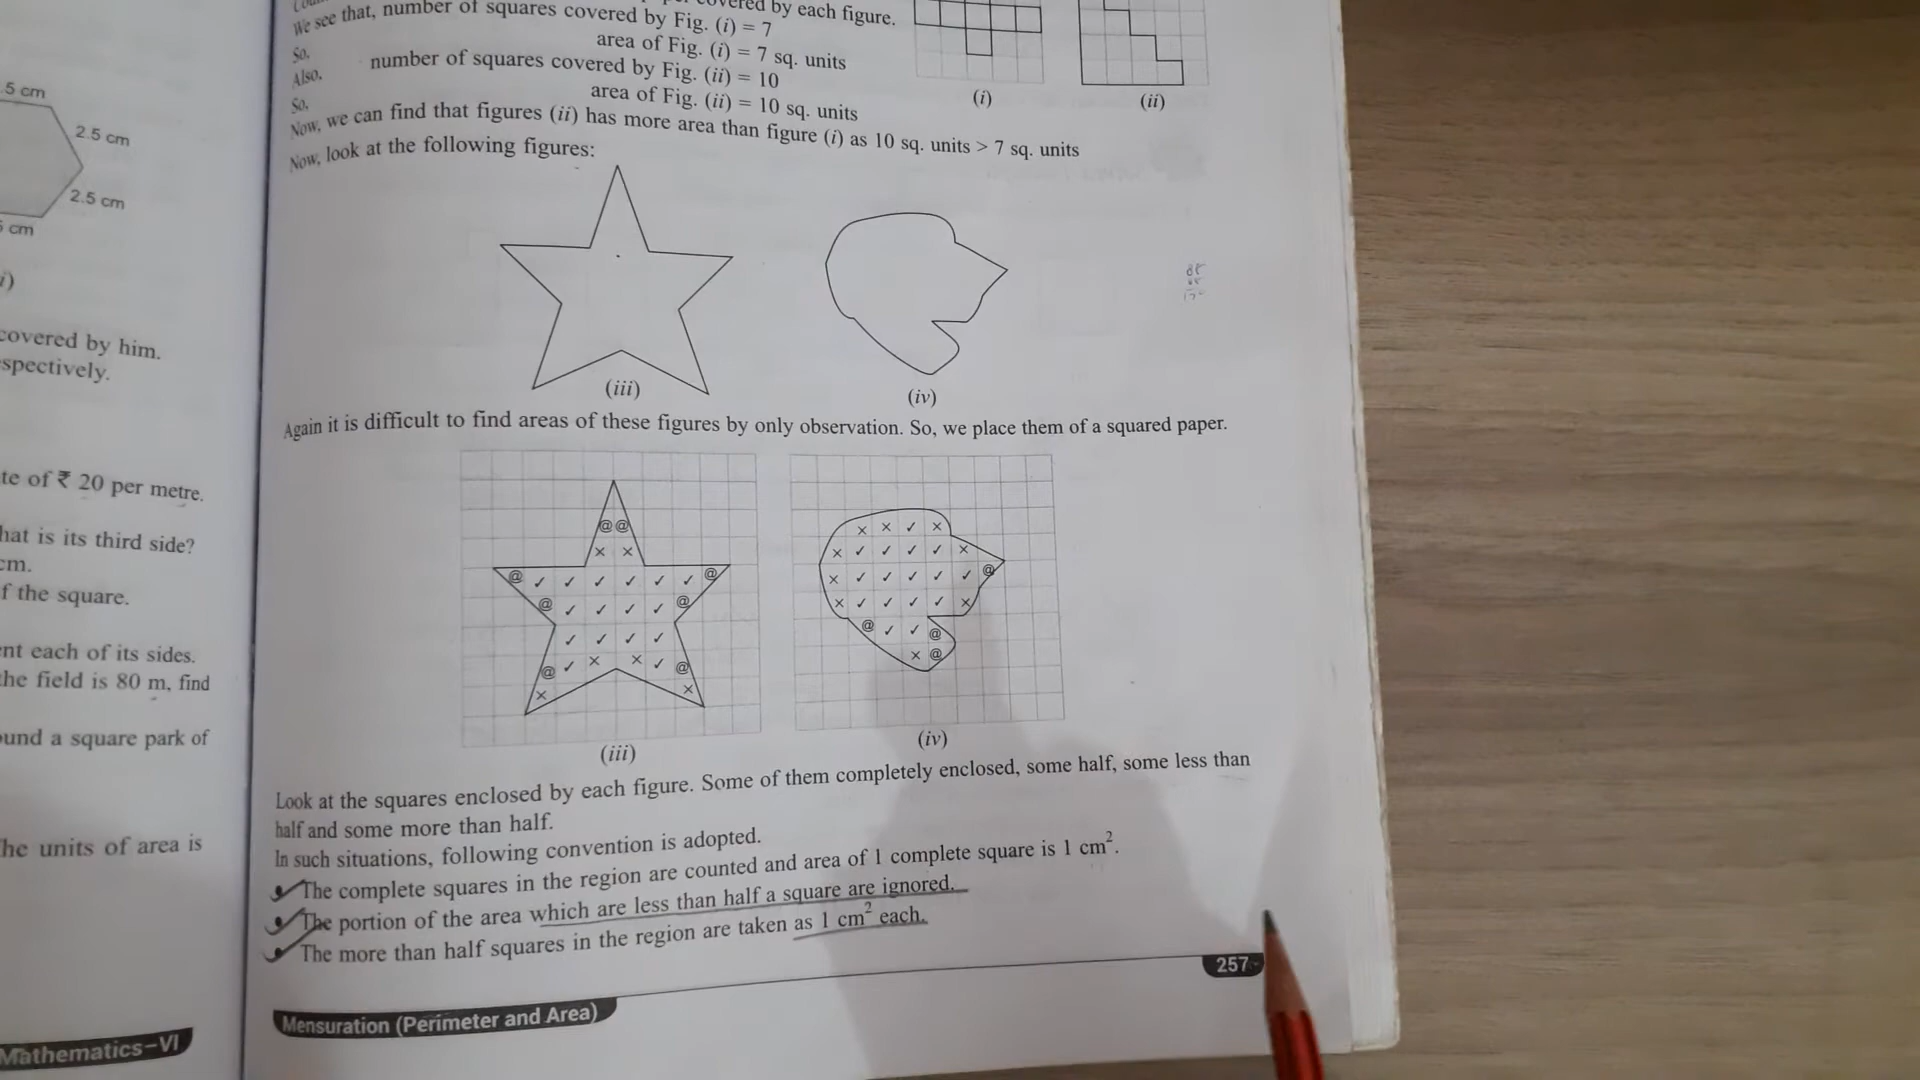 5 cm
2.5 cm
2.5 cm
cm
i)
covered by him.
spectively.
te of ₹ 20 per metre.
hat is its third side?
cm.
f the square.
ent each of its sides.
the field is 80 m, find
ound a square park of
he units of area is
Mathematics–VI
covered by each figure.
We see that, number of squares covered by Fig. (i) = 7
So, area of Fig. (i) = 7 sq. units
Also, number of squares covered by Fig. (ii) = 10
So, area of Fig. (ii) = 10 sq. units
Now, we can find that figures (ii) has more area than figure (i) as 10 sq. units > 7 sq. units
(i)
(ii)
Now, look at the following figures:
(iii)
(iv)
Again it is difficult to find areas of these figures by only observation. So, we place them of a squared paper.
@ @
× ×
@ ✓ ✓ ✓ ✓ ✓ ✓ @
@ ✓ ✓ ✓ ✓ @
✓ ✓ ✓ ✓
@ ✓ × × ✓ @
× ×
(iii)
× × ✓ ×
× ✓ ✓ ✓ ✓ ×
× ✓ ✓ ✓ ✓ ✓ @
× ✓ ✓ ✓ ✓ ×
@ ✓ ✓ @
× @
(iv)
Look at the squares enclosed by each figure. Some of them completely enclosed, some half, some less than
half and some more than half.
In such situations, following convention is adopted.
The complete squares in the region are counted and area of 1 complete square is 1 cm².
The portion of the area which are less than half a square are ignored.
The more than half squares in the region are taken as 1 cm² each.
257
Mensuration (Perimeter and Area)